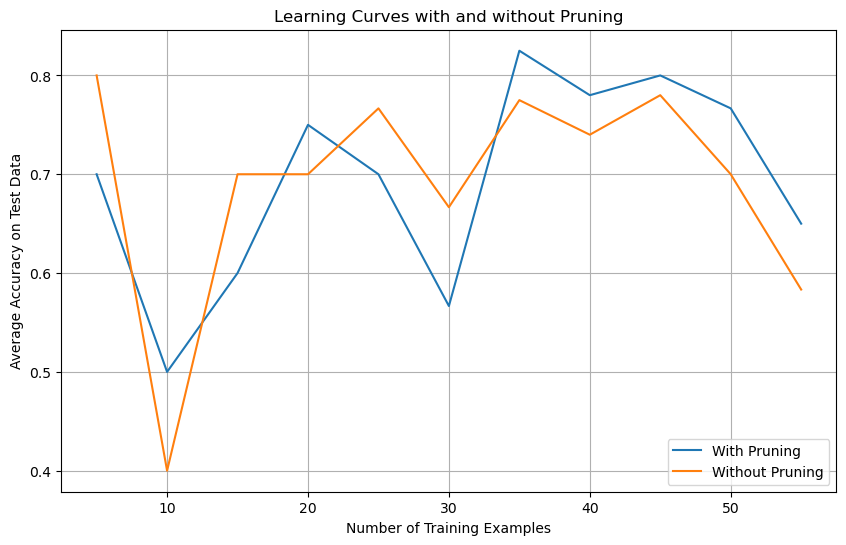 Learning Curves with and without Pruning
Average Accuracy on Test Data
0.8
0.7
0.6
0.5
0.4
10 20 30 40 50
Number of Training Examples
With Pruning
Without Pruning